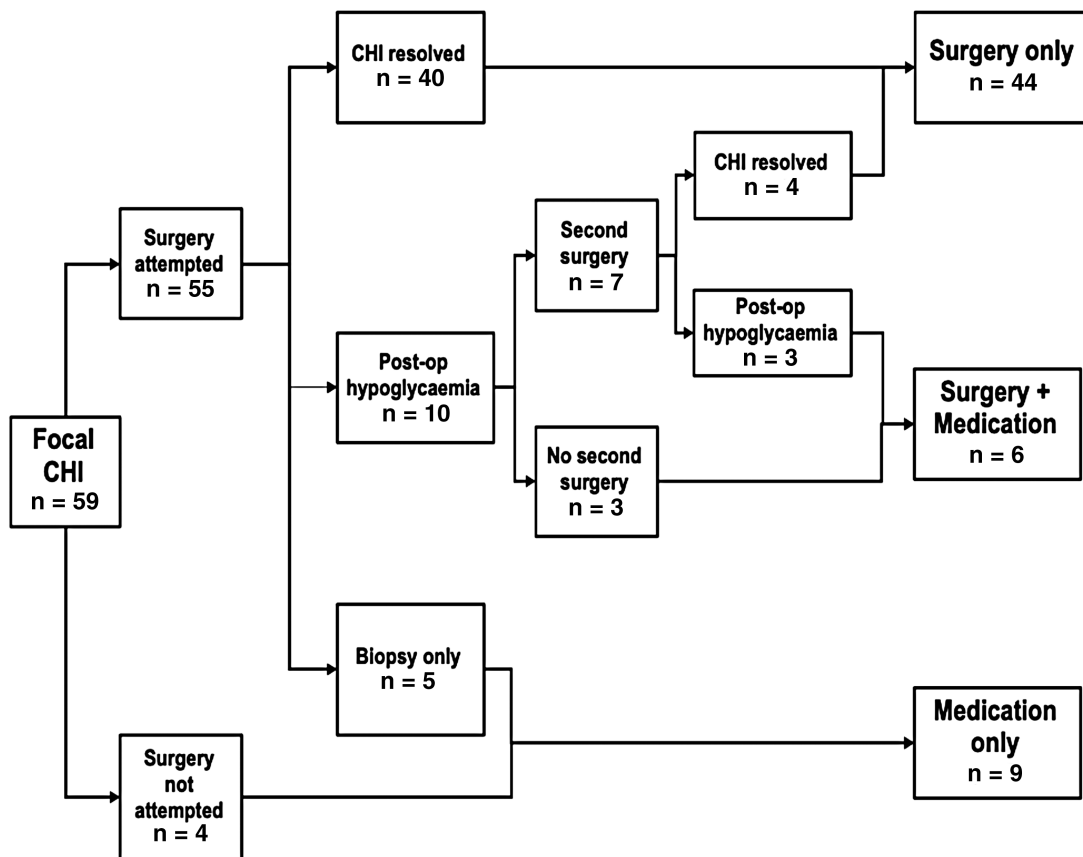 Focal
CHI
n = 59
Surgery
attempted
n = 55
Surgery
not
attempted
n = 4
CHI resolved
n = 40
Post-op
hypoglycaemia
n = 10
Biopsy only
n = 5
Second
surgery
n = 7
No second
surgery
n = 3
CHI resolved
n = 4
Post-op
hypoglycaemia
n = 3
Surgery only
n = 44
Surgery +
Medication
n = 6
Medication
only
n = 9